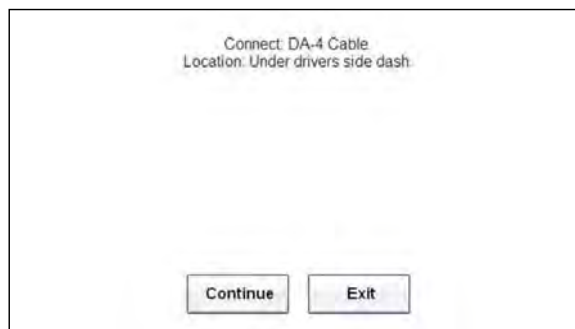 Connect: DA-4 Cable
Location: Under drivers side dash
Continue Exit